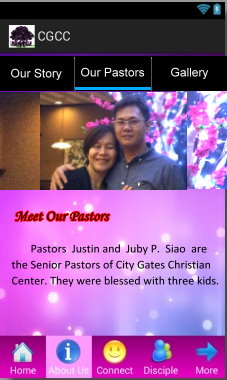 CGCC
Our Story Our Pastors Gallery
Meet Our Pastors
Pastors Justin and Juby P. Siao are
the Senior Pastors of City Gates Christian
Center. They were blessed with three kids.
Home About Us Connect Disciple More